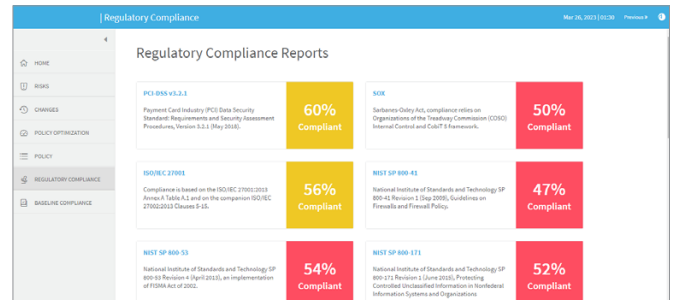 | Regulatory Compliance
Mar 26, 2023 | 01:30
Previous
HOME
RISKS
CHANGES
POLICY OPTIMIZATION
POLICY
REGULATORY COMPLIANCE
BASELINE COMPLIANCE
Regulatory Compliance Reports
PCI-DSS v3.2.1
Payment Card Industry (PCI) Data Security
Standard: Requirements and Security Assessment
Procedures, Version 3.2.1 (May 2018).
60%
Compliant
SOX
Sarbanes-Oxley Act, compliance relies on
Organizations of the Treadway Commission (COSO)
Internal Control and CobiT 5 framework.
50%
Compliant
ISO/IEC 27001
Compliance is based on the ISO/IEC 27001:2013
Annex A Table A.1 and on the companion ISO/IEC
27002:2013 Clauses 5-15.
56%
Compliant
NIST SP 800-41
National Institute of Standards and Technology SP
800-41 Revision 1 (Sep 2009), Guidelines on
Firewalls and Firewall Policy.
47%
Compliant
NIST SP 800-53
National Institute of Standards and Technology SP
800-53 Revision 4 (April 2013), an implementation
of FISMA Act of 2002.
54%
Compliant
NIST SP 800-171
National Institute of Standards and Technology SP
800-171 Revision 1 (June 2015), Protecting
Controlled Unclassified Information in Nonfederal
Information Systems and Organizations
52%
Compliant